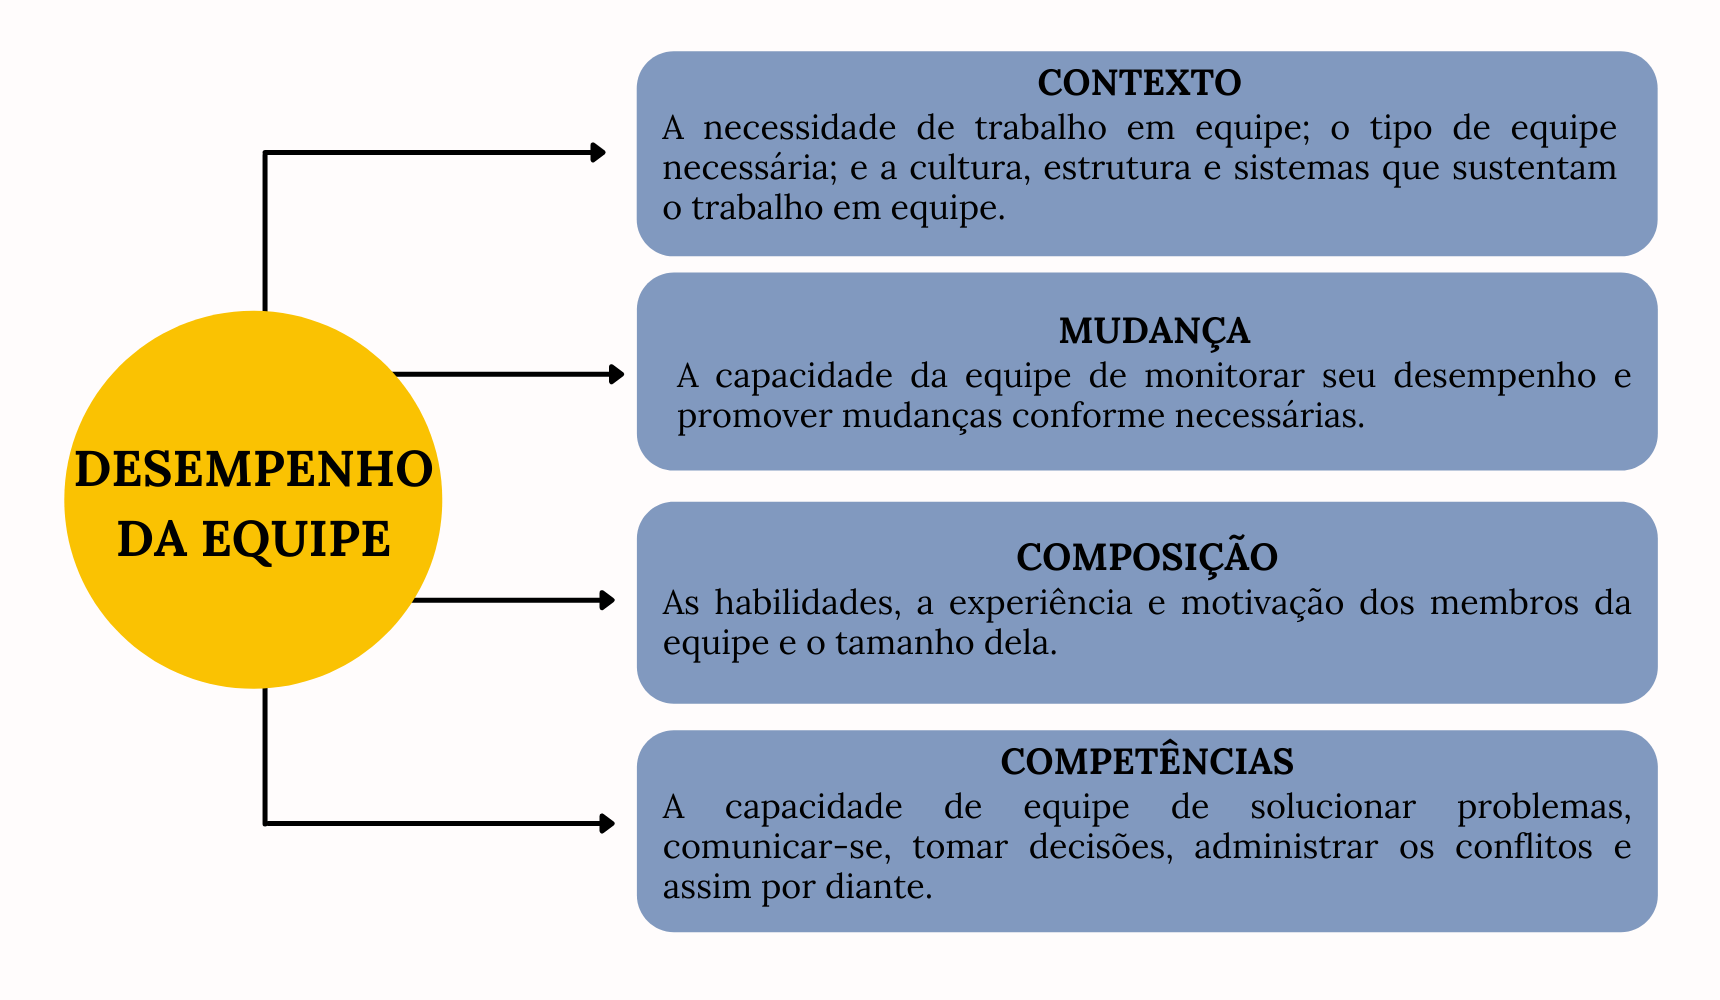 DESEMPENHO
DA EQUIPE
CONTEXTO
A necessidade de trabalho em equipe; o tipo de equipe
necessária; e a cultura, estrutura e sistemas que sustentam
o trabalho em equipe.
MUDANÇA
A capacidade da equipe de monitorar seu desempenho e
promover mudanças conforme necessárias.
COMPOSIÇÃO
As habilidades, a experiência e motivação dos membros da
equipe e o tamanho dela.
COMPETÊNCIAS
A capacidade de equipe de solucionar problemas,
comunicar-se, tomar decisões, administrar os conflitos e
assim por diante.